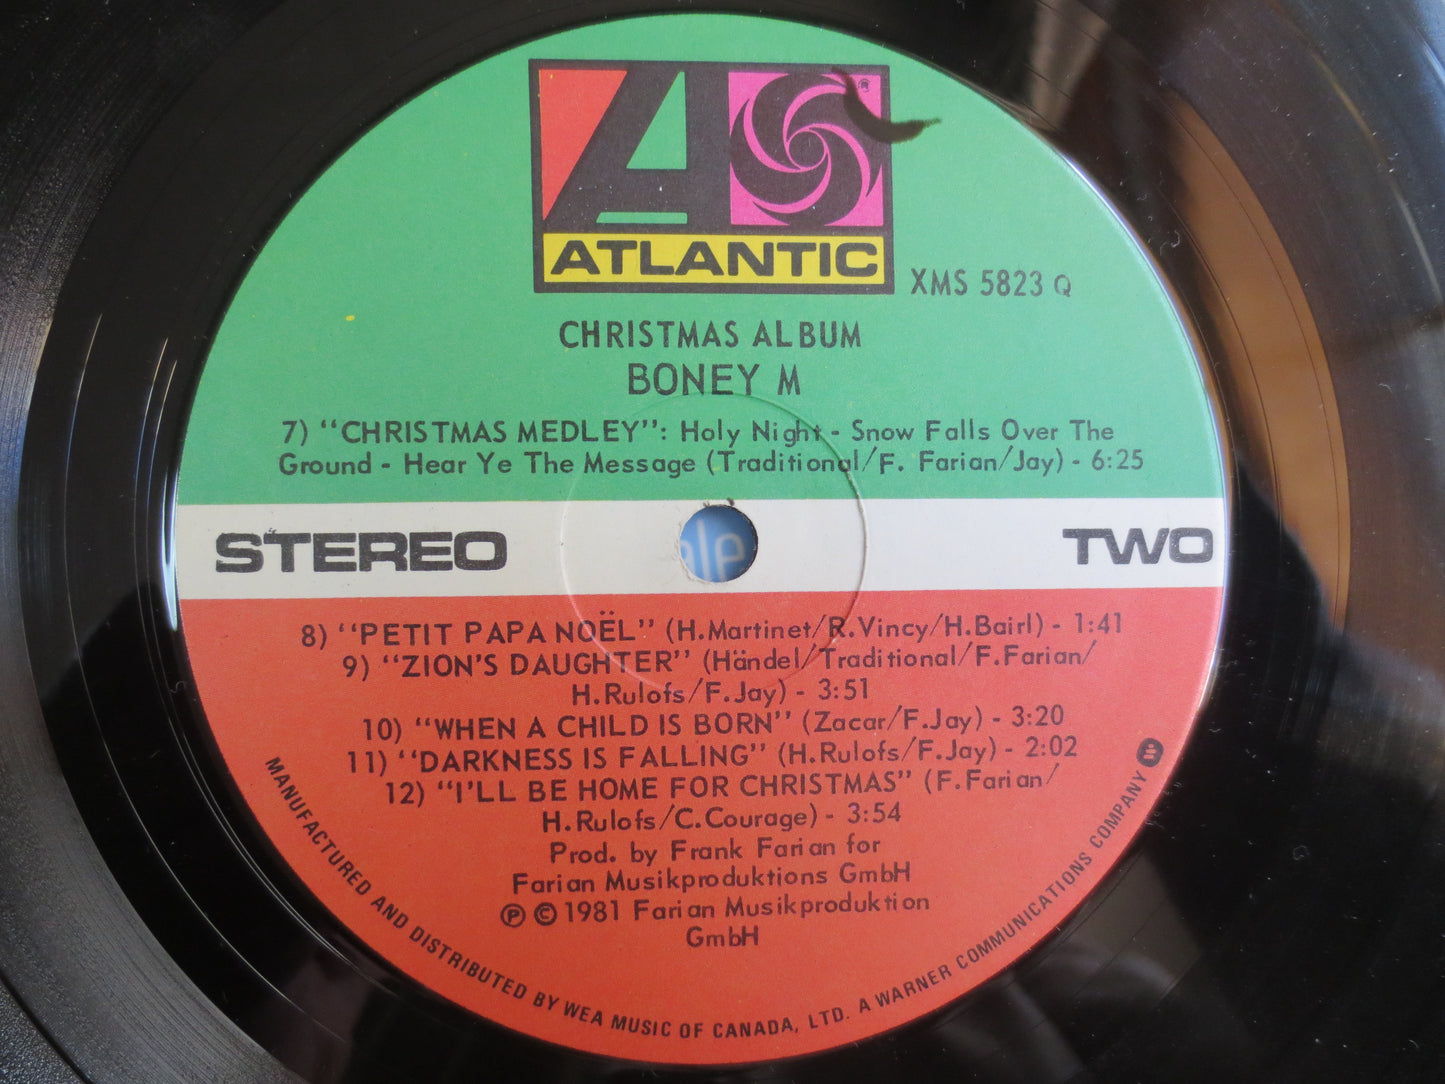 ATLANTIC
XMS 5823 Q
CHRISTMAS ALBUM
BONEY M
7) "CHRISTMAS MEDLEY": Holy Night - Snow Falls Over The
Ground - Hear Ye The Message (Traditional/F. Farian/Jay) - 6:25
STEREO
TWO
8) "PETIT PAPA NOËL" (H.Martinet/R.Vincy/H.Bairl) - 1:41
9) "ZION'S DAUGHTER" (Händel/Traditional/F.Farian/
H.Rulofs/F.Jay) - 3:51
10) "WHEN A CHILD IS BORN" (Zacar/F.Jay) - 3:20
11) "DARKNESS IS FALLING" (H.Rulofs/F.Jay) - 2:02
12) "I'LL BE HOME FOR CHRISTMAS" (F.Farian/
H.Rulofs/C.Courage) - 3:54
Prod. by Frank Farian for
Farian Musikproduktions GmbH
℗ © 1981 Farian Musikproduktion
GmbH
MANUFACTURED AND DISTRIBUTED BY WEA MUSIC OF CANADA, LTD. A WARNER COMMUNICATIONS COMPANY